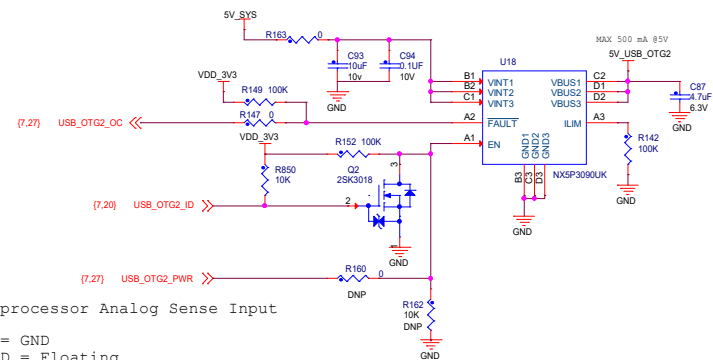 5V_SYS
MAX 500 mA @5V
R163 0
U18
5V_USB_OTG2
C93 C94
10uF 0.1UF
10v 10V
VDD_3V3
B1 VINT1 VBUS1 C2
B2 VINT2 VBUS2 D1
C1 VINT3 VBUS3 D2
C87
4.7uF
6.3V
R149 100K
GND
GND
R147 0
{7,27} USB_OTG2_OC
A2 FAULT ILIM A3
VDD_3V3
A1 EN
R152 100K
GND1
GND2
GND3
R142
100K
R850
10K
Q2
2SK3018
3
B3
C3
D3
NX5P3090UK
{7,20} USB_OTG2_ID
2
GND
GND
1
GND
{7,27} USB_OTG2_PWR
R160 0
DNP
R162
10K
DNP
processor Analog Sense Input
= GND
D = Floating
GND